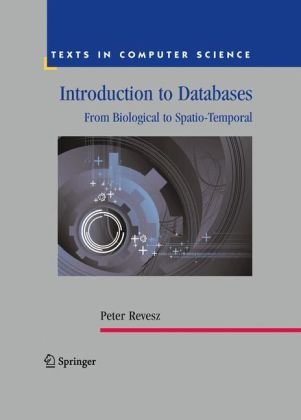 TEXTS IN COMPUTER SCIENCE
Introduction to Databases
From Biological to Spatio-Temporal
Peter Revesz
Springer